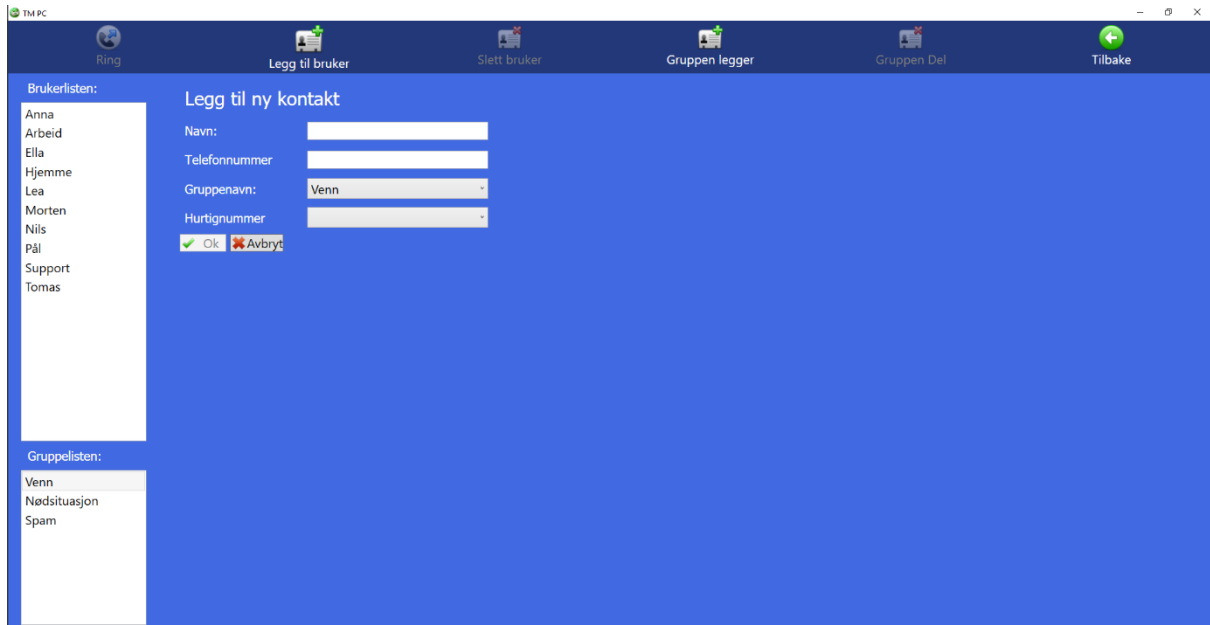 TM PC
Ring
Legg til bruker
Slett bruker
Gruppen legger
Gruppen Del
Tilbake
Brukerlisten:
Anna
Arbeid
Ella
Hjemme
Lea
Morten
Nils
Pål
Support
Tomas
Gruppelisten:
Venn
Nødsituasjon
Spam
Legg til ny kontakt
Navn:
Telefonnummer
Gruppenavn: Venn
Hurtignummer
Ok Avbryt